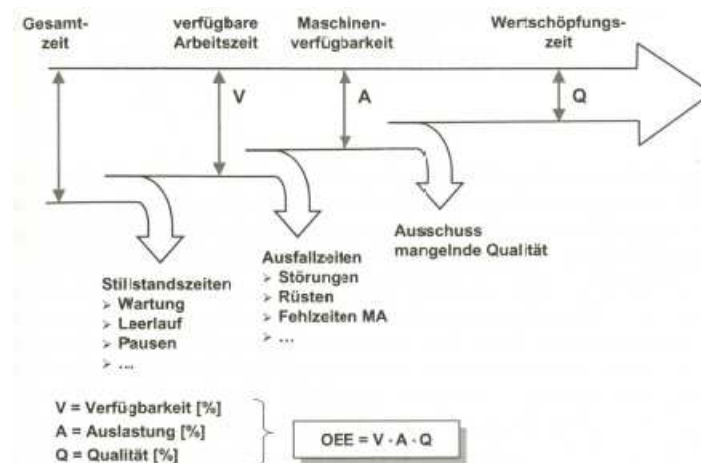 Gesamt-
zeit
verfügbare
Arbeitszeit
Maschinen-
verfügbarkeit
Wertschöpfungs-
zeit
V
A
Q
Stillstandszeiten
➢ Wartung
➢ Leerlauf
➢ Pausen
➢ ...
Ausfallzeiten
➢ Störungen
➢ Rüsten
➢ Fehlzeiten MA
➢ ...
Ausschuss
mangelnde Qualität
V = Verfügbarkeit [%]
A = Auslastung [%]
Q = Qualität [%]
OEE = V · A · Q